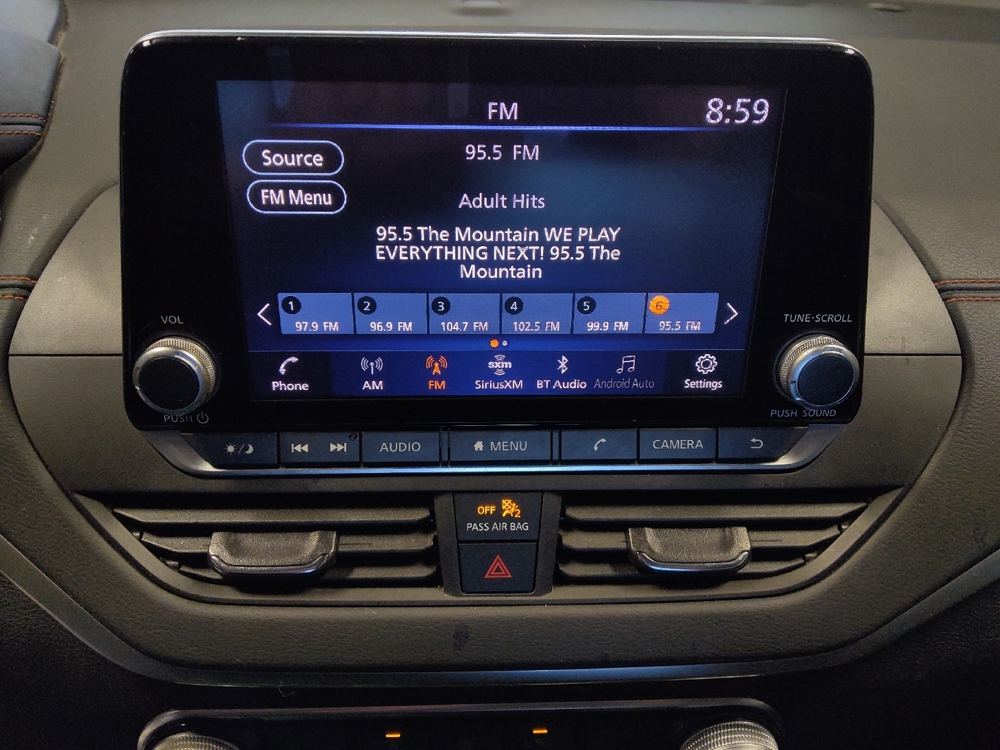 FM
8:59
Source
95.5 FM
FM Menu
Adult Hits
95.5 The Mountain WE PLAY
EVERYTHING NEXT! 95.5 The
Mountain
1 2 3 4 5 6
97.9 FM 96.9 FM 104.7 FM 102.5 FM 99.9 FM 95.5 FM
VOL
TUNE·SCROLL
Phone AM FM SiriusXM BT Audio Android Auto Settings
sxm
PUSH
PUSH SOUND
AUDIO MENU CAMERA
OFF 2
PASS AIR BAG